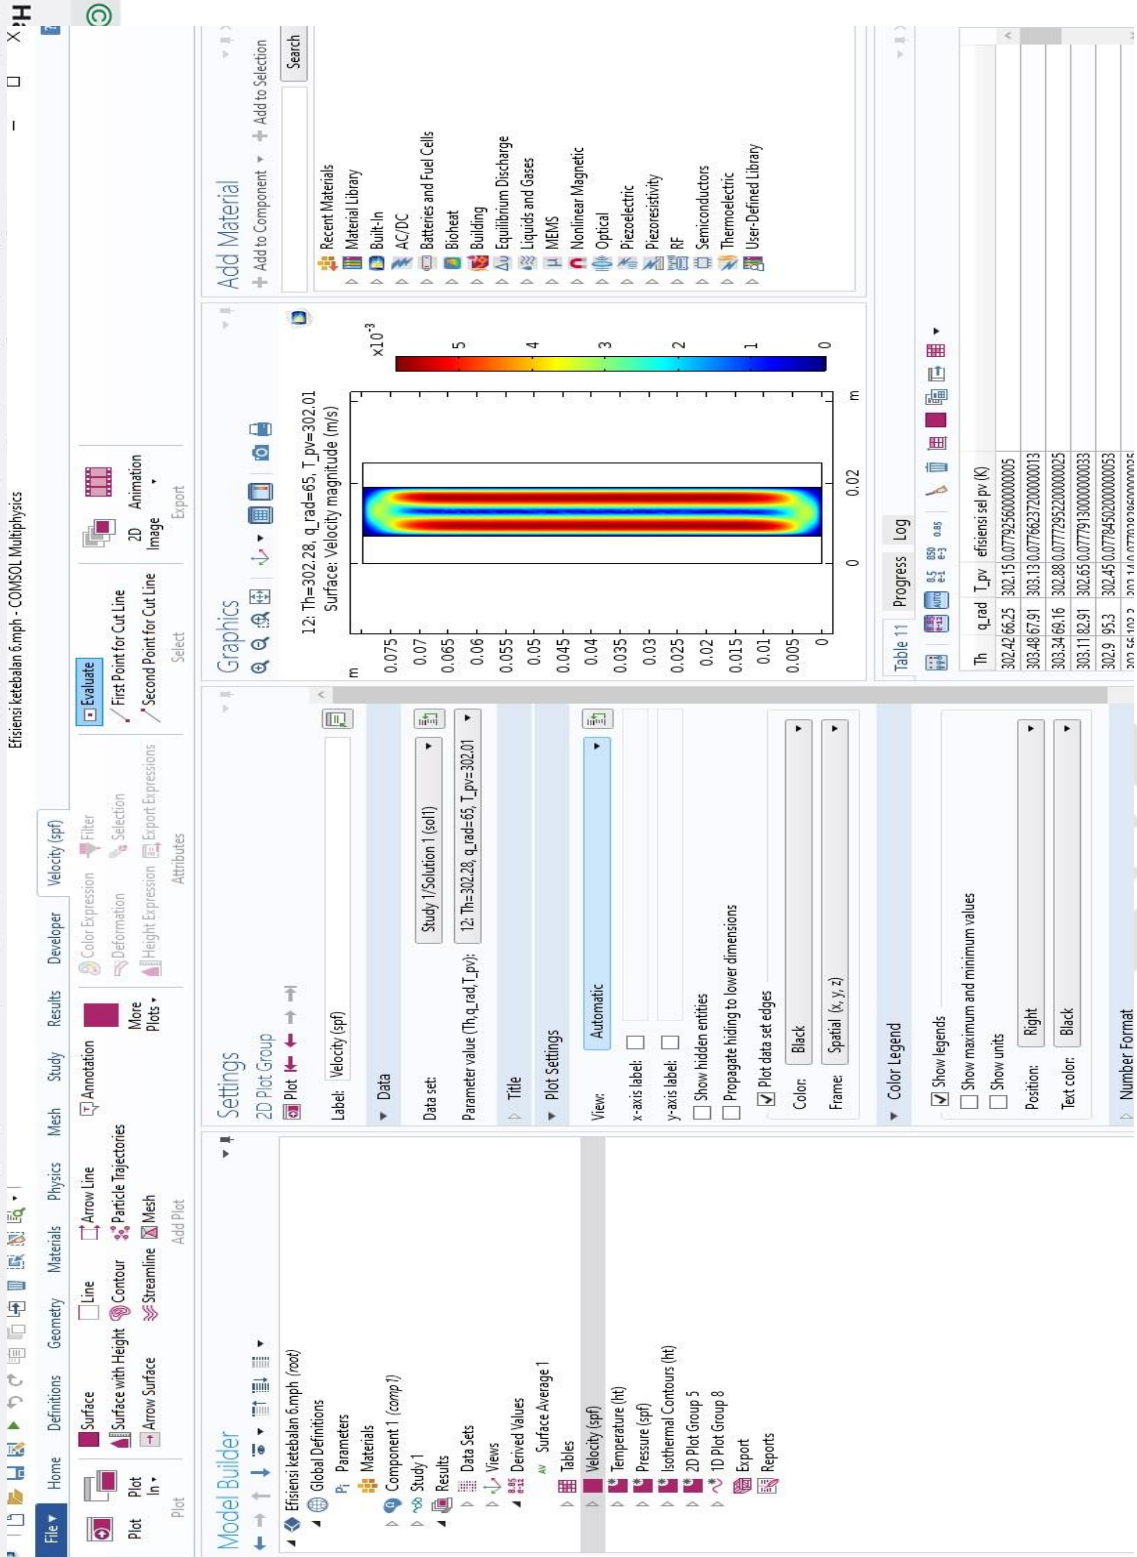 Efisiensi ketebalan 6.mph - COMSOL Multiphysics
File
Home
Definitions
Geometry
Materials
Physics
Mesh
Study
Results
Developer
Velocity (spf)
Plot
Plot In
Plot
Surface
Surface with Height
Arrow Surface
Line
Contour
Streamline
Arrow Line
Particle Trajectories
Mesh
Annotation
More Plots
Add Plot
Color Expression
Deformation
Height Expression
Filter
Selection
Export Expressions
Attributes
Evaluate
First Point for Cut Line
Second Point for Cut Line
Select
2D Image
Animation
Export
Model Builder
Efisiensi ketebalan 6.mph (root)
Global Definitions
Pi Parameters
Materials
Component 1 (comp1)
Study 1
Results
Data Sets
Views
8.85 e-12 Derived Values
AV Surface Average 1
Tables
Velocity (spf)
Temperature (ht)
Pressure (spf)
Isothermal Contours (ht)
2D Plot Group 5
1D Plot Group 8
Export
Reports
Settings
2D Plot Group
Plot
Label: Velocity (spf)
Data
Data set: Study 1/Solution 1 (sol1)
Parameter value (Th,q_rad,T_pv): 12: Th=302.28, q_rad=65, T_pv=302.01
Title
Plot Settings
View: Automatic
x-axis label:
y-axis label:
Show hidden entities
Propagate hiding to lower dimensions
Plot data set edges
Color: Black
Frame: Spatial (x, y, z)
Color Legend
Show legends
Show maximum and minimum values
Show units
Position: Right
Text color: Black
Number Format
Graphics
12: Th=302.28, q_rad=65, T_pv=302.01
Surface: Velocity magnitude (m/s)
m
×10⁻³
0.075
0.07
0.065
0.06
0.055
0.05
0.045
0.04
0.035
0.03
0.025
0.02
0.015
0.01
0.005
0
0 0.02 m
5
4
3
2
1
0
Add Material
+ Add to Component + Add to Selection
Search
Recent Materials
Material Library
Built-In
AC/DC
Batteries and Fuel Cells
Bioheat
Building
Equilibrium Discharge
Liquids and Gases
MEMS
Nonlinear Magnetic
Optical
Piezoelectric
Piezoresistivity
RF
Semiconductors
Thermoelectric
User-Defined Library
Table 11 Progress Log
AUTO 8.5 e-1 850 e-3 0.85
Th q_rad T_pv efisiensi sel pv (K)
302.42 66.25 302.15
303.48 67.91 303.13
303.34 69.16 302.88
303.11 82.91 302.65
302.9 95.3 302.45